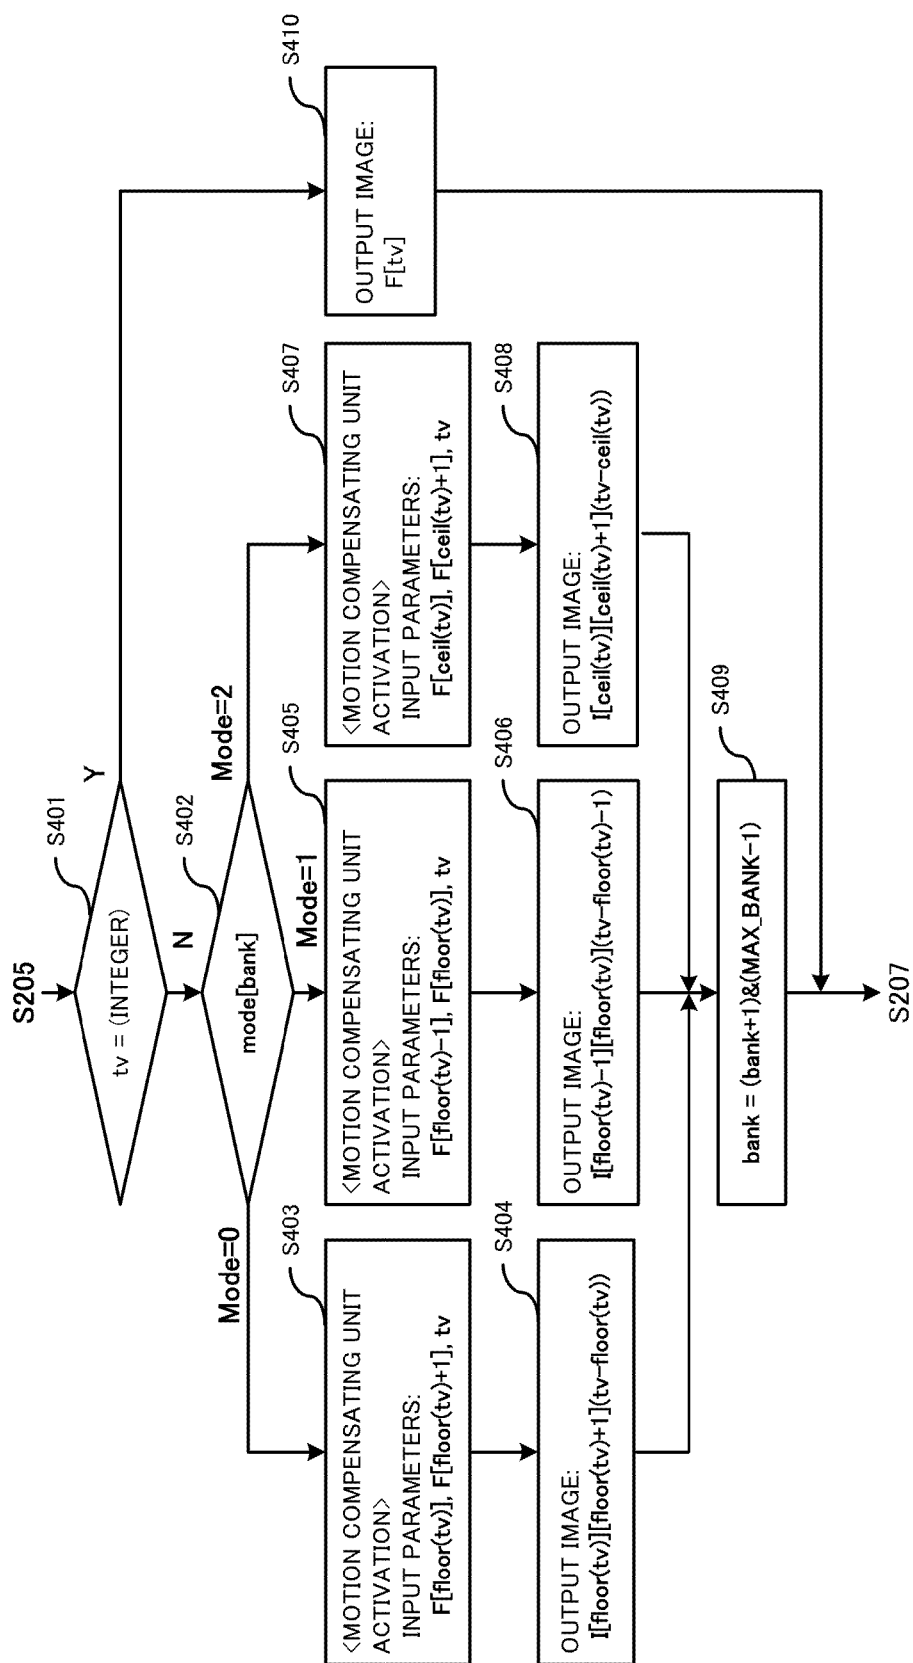 S205
S401
tv = (INTEGER)
Y
N
S402
mode[bank]
Mode=0
Mode=1
Mode=2
S403
<MOTION COMPENSATING UNIT
ACTIVATION>
INPUT PARAMETERS:
F[floor(tv)], F[floor(tv)+1], tv
S404
OUTPUT IMAGE:
I[floor(tv)][floor(tv)+1](tv-floor(tv))
S405
<MOTION COMPENSATING UNIT
ACTIVATION>
INPUT PARAMETERS:
F[floor(tv)-1], F[floor(tv)], tv
S406
OUTPUT IMAGE:
I[floor(tv)-1][floor(tv)](tv-floor(tv)-1)
S407
<MOTION COMPENSATING UNIT
ACTIVATION>
INPUT PARAMETERS:
F[ceil(tv)], F[ceil(tv)+1], tv
S408
OUTPUT IMAGE:
I[ceil(tv)][ceil(tv)+1](tv-ceil(tv))
S410
OUTPUT IMAGE:
F[tv]
S409
bank = (bank+1)&(MAX_BANK-1)
S207